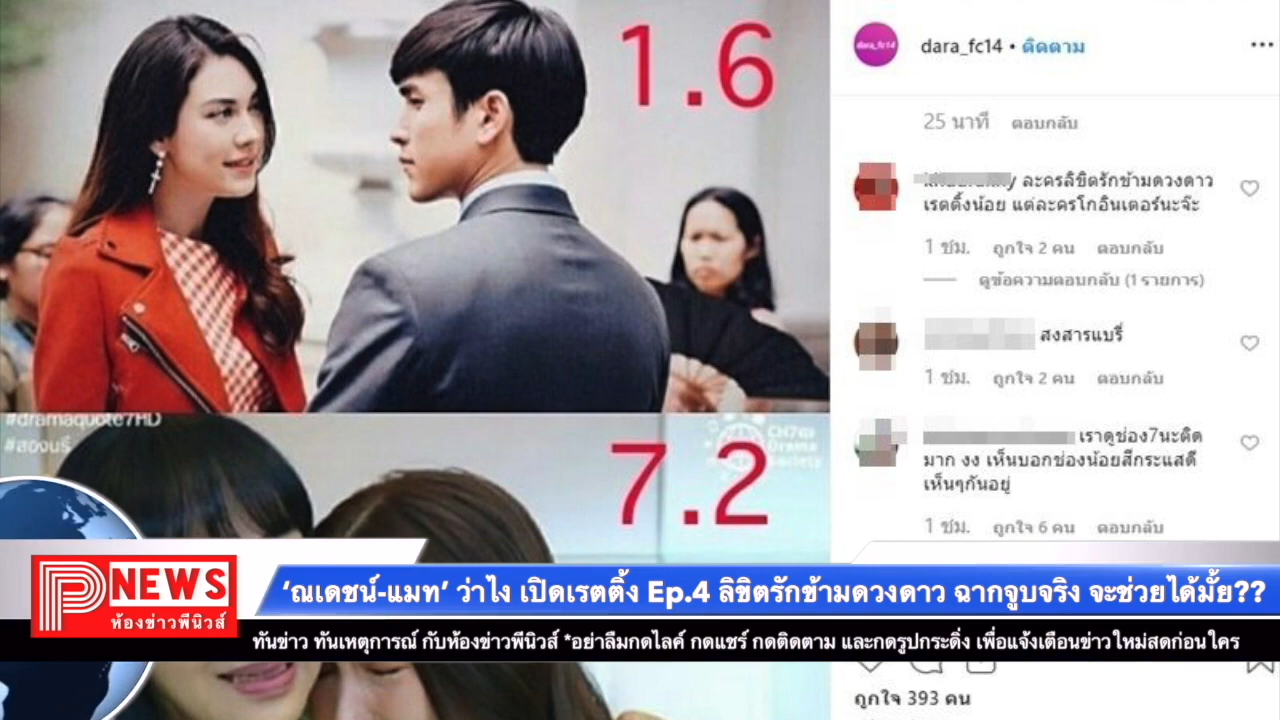 1.6
dara_fc14 • ติดตาม
25 นาที ตอบกลับ
ละครลิขิตรักข้ามดวงดาว
เรตติ้งน้อย แต่ละครโกอินเตอร์นะจ๊ะ
1 ชม. ถูกใจ 2 คน ตอบกลับ
ดูข้อความตอบกลับ (1 รายการ)
สงสารแบรี่
1 ชม. ถูกใจ 2 คน ตอบกลับ
เราดูช่อง7นะติด
มาก งง เห็นบอกช่องน้อยสีกระแสดี
เห็นๆกันอยู่
1 ชม. ถูกใจ 6 คน ตอบกลับ
#dramaquote7HD
#สองนรี
CH7HD
Drama
Society
7.2
P NEWS
ห้องข่าวพีนิวส์
‘ณเดชน์-แมท’ ว่าไง เปิดเรตติ้ง Ep.4 ลิขิตรักข้ามดวงดาว ฉากจูบจริง จะช่วยได้มั้ย??
ทันข่าว ทันเหตุการณ์ กับห้องข่าวพีนิวส์ *อย่าลืมกดไลค์ กดแชร์ กดติดตาม และกดรูปกระดิ่ง เพื่อแจ้งเตือนข่าวใหม่สดก่อนใคร
ถูกใจ 393 คน